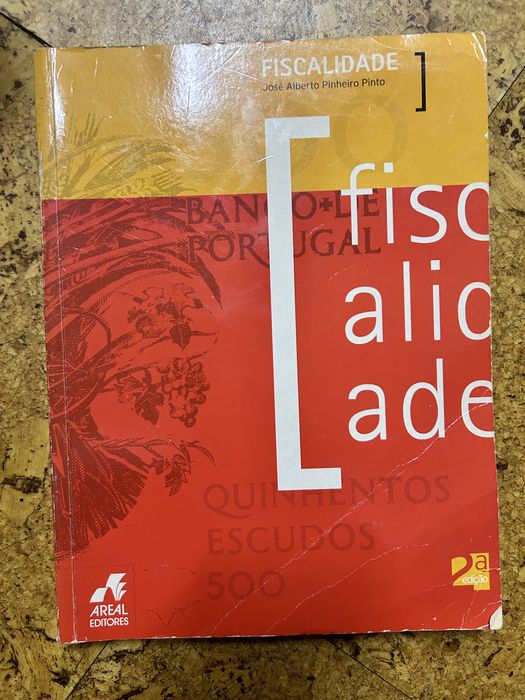 FISCALIDADE
José Alberto Pinheiro Pinto
BANCO DE
PORTUGAL
fisc
alid
ade
QUINHENTOS
ESCUDOS
500
2ª
edição
AREAL
EDITORES